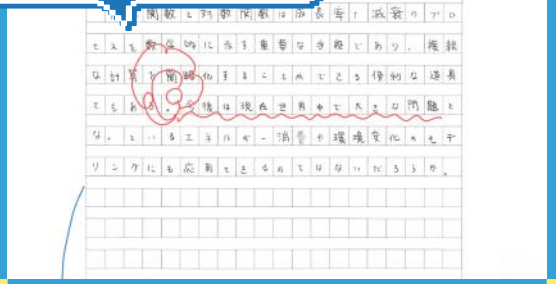 関数と対数関数は成長率や減衰のプロ
セスを数学的に示す重要な手段であり、複雑
な計算を簡略化することができる便利な道具
でもある。今後は現在世界中で大きな問題と
なっているエネルギー消費や環境変化のモデ
リングにも応用できるのではないだろうか。